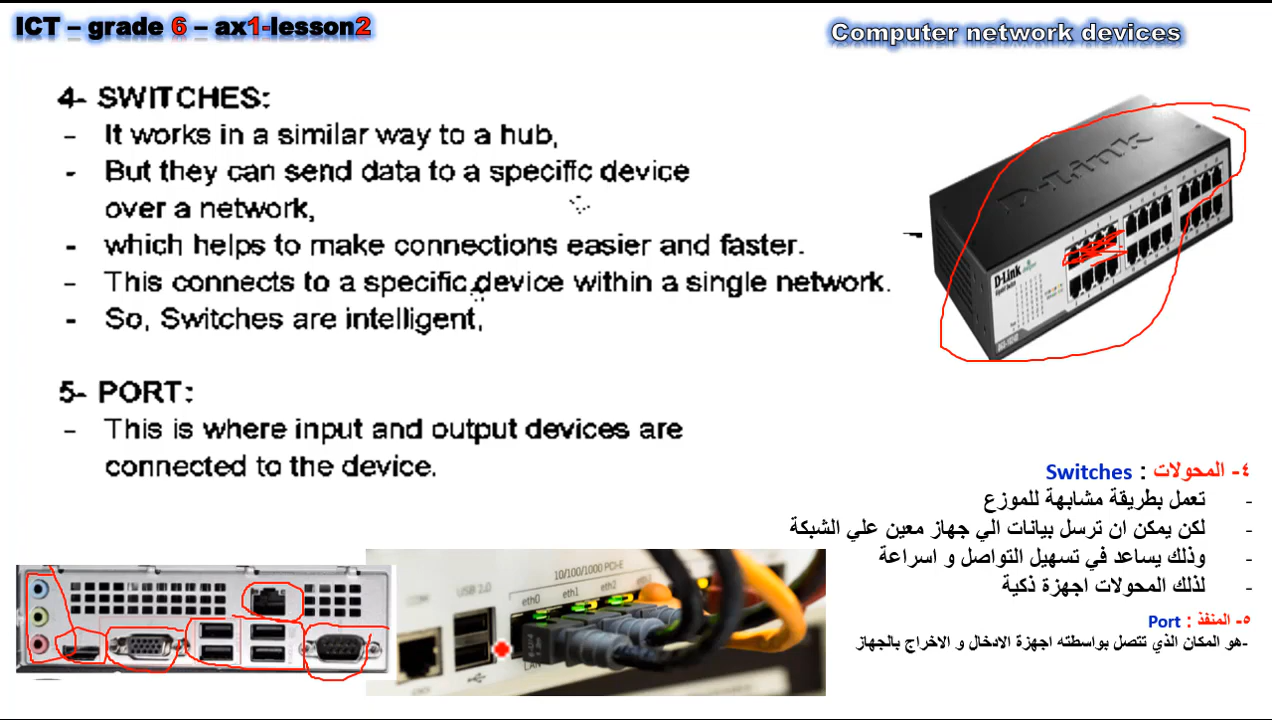 ICT – grade 6 – ax1-lesson2
Computer network devices
4- SWITCHES:
- It works in a similar way to a hub,
- But they can send data to a specific device
over a network,
- which helps to make connections easier and faster.
- This connects to a specific device within a single network.
- So, Switches are intelligent,
5- PORT:
- This is where input and output devices are
connected to the device.
D-Link
D-Link
٤- المحولات : Switches
- تعمل بطريقة مشابهة للموزع
- لكن يمكن ان ترسل بيانات الي جهاز معين علي الشبكة
- وذلك يساعد في تسهيل التواصل و اسراعة
- لذلك المحولات اجهزة ذكية
٥- المنفذ : Port
-هو المكان الذي تتصل بواسطته اجهزة الادخال و الاخراج بالجهاز
10/100/1000 PCI-E
USB 2.0
eth0
eth1
eth2
LAN